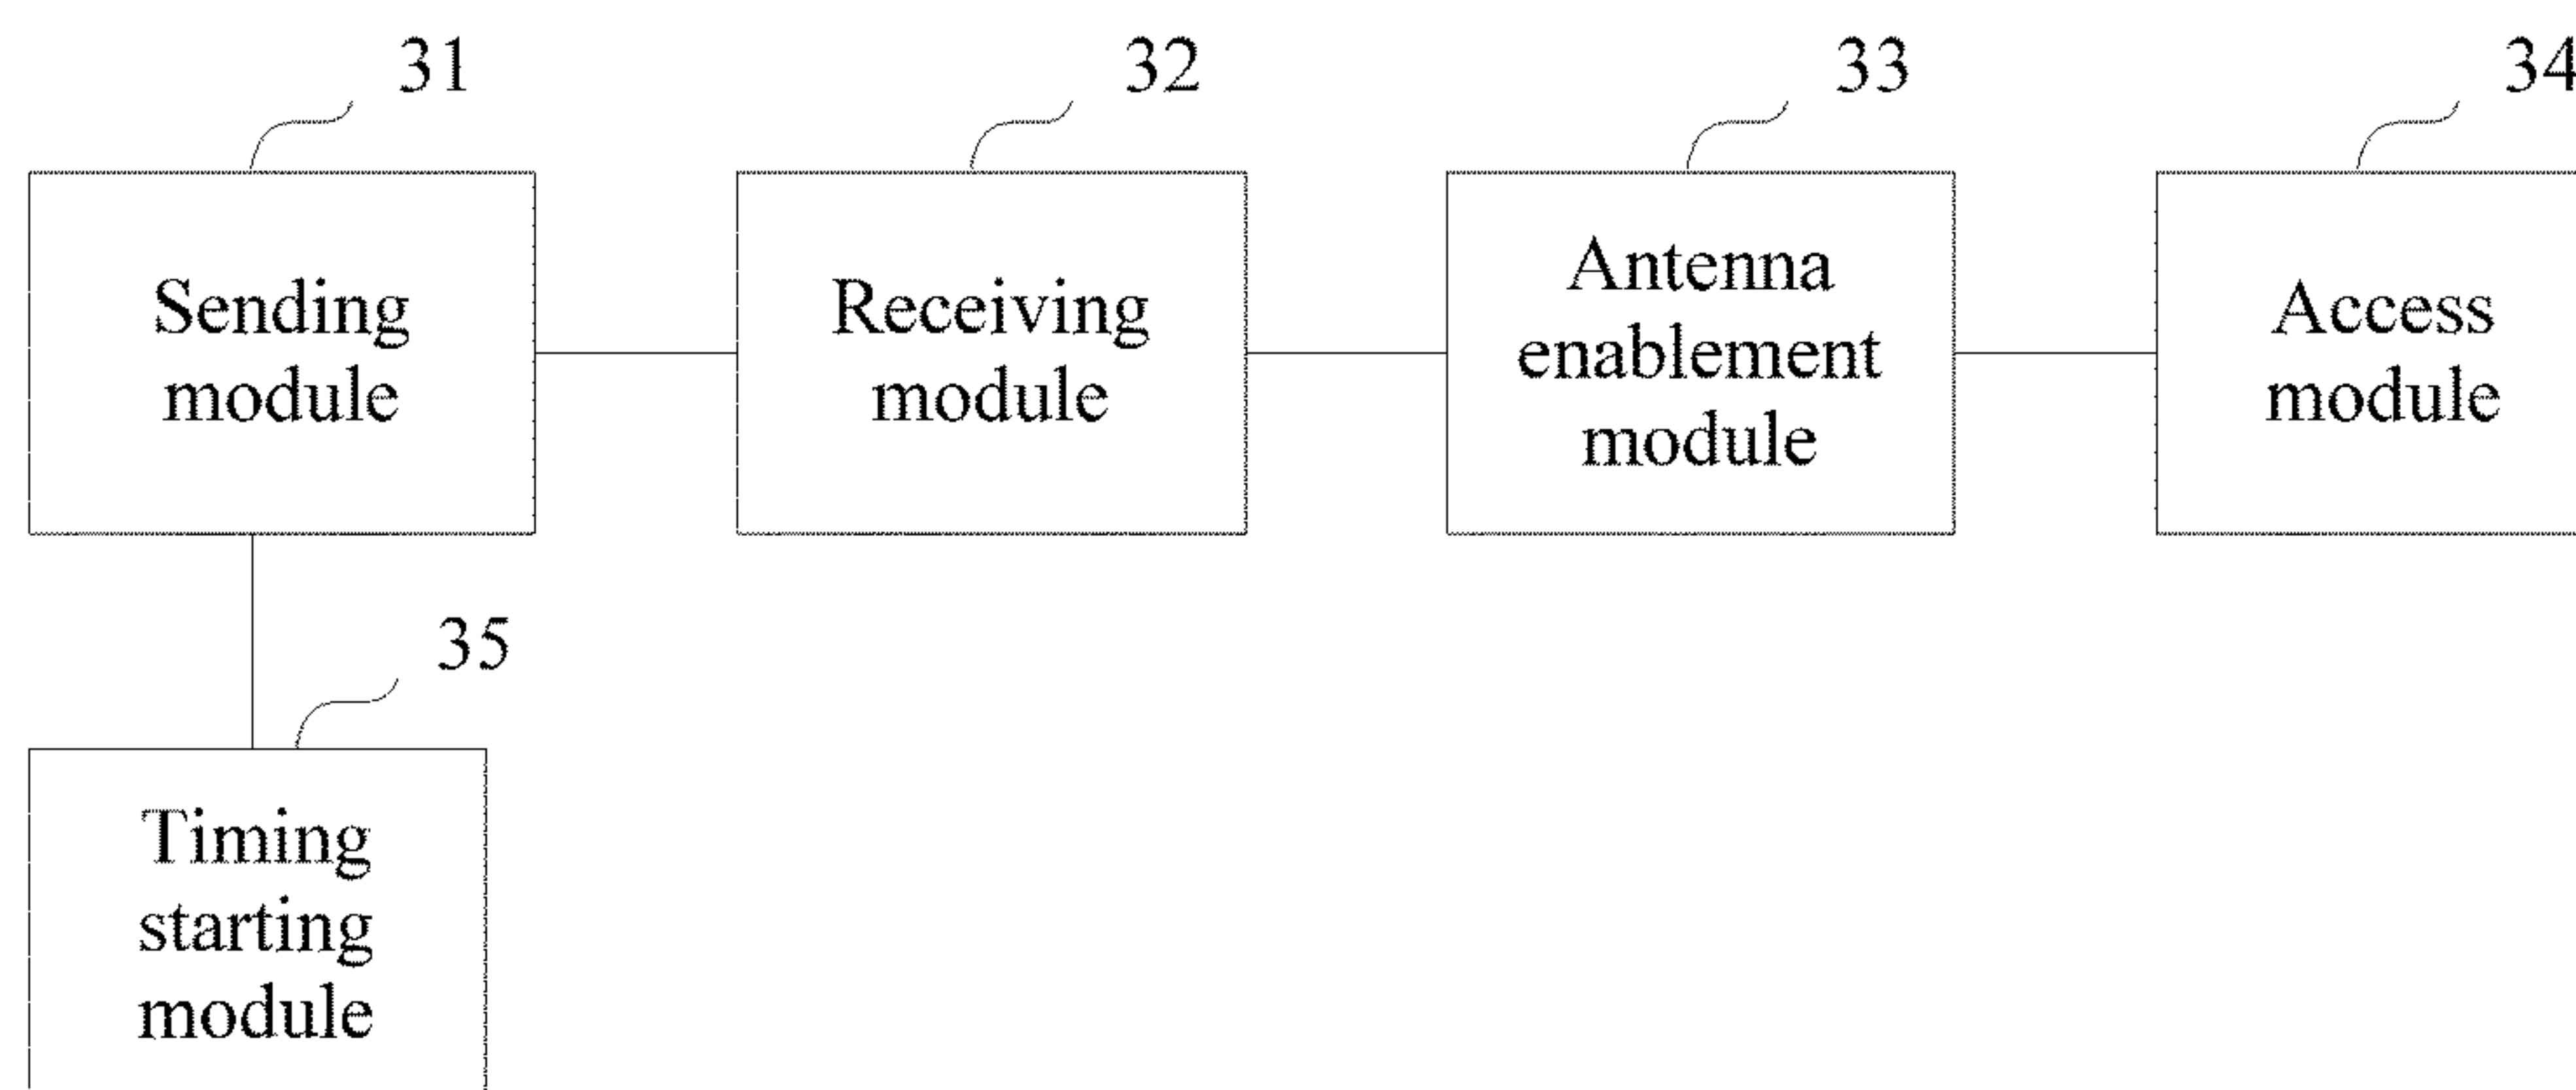 31
32
33
34
Sending
module
Receiving
module
Antenna
enablement
module
Access
module
35
Timing
starting
module